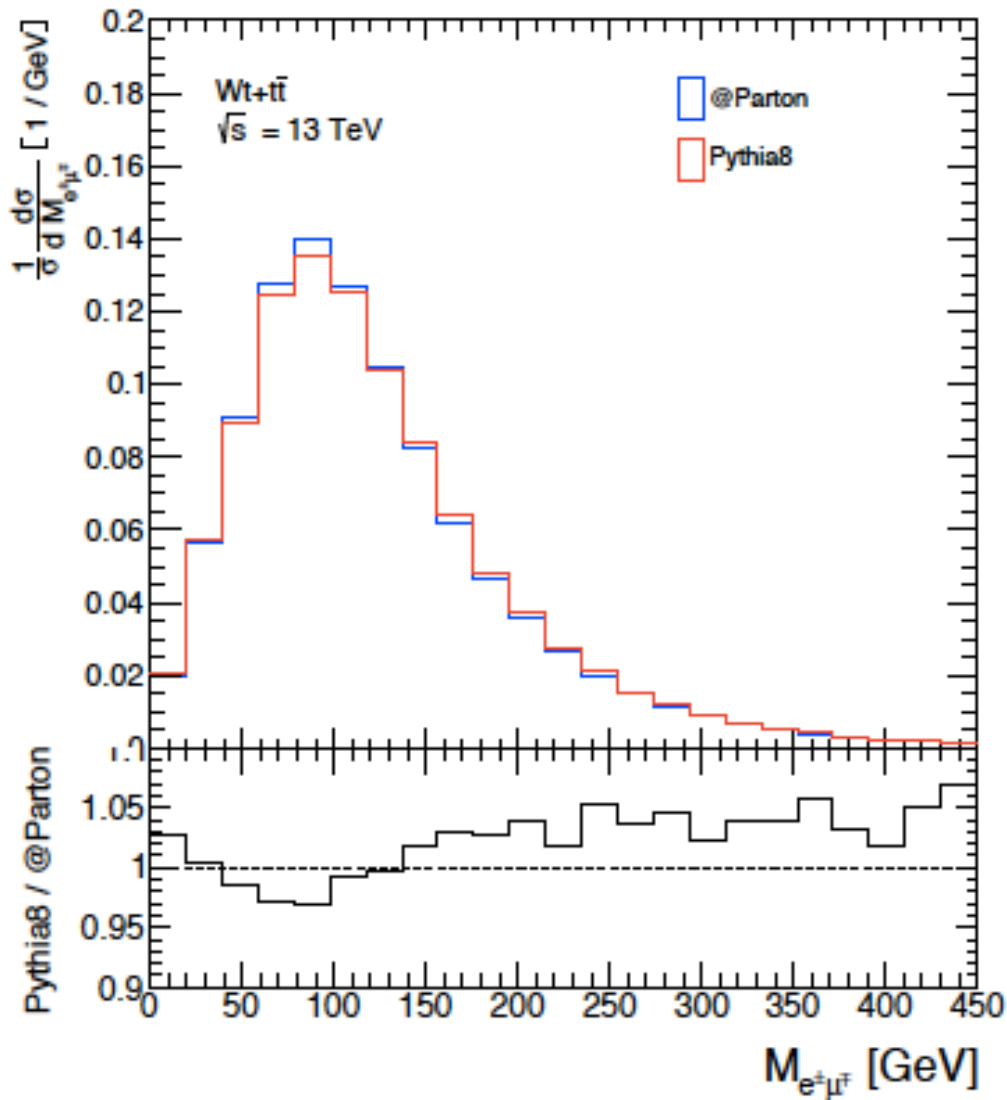 0.2
0.18
0.16
0.14
0.12
0.1
0.08
0.06
0.04
0.02
1/σ dσ/d M_{e±μ∓} [ 1 / GeV]
Wt+tt̄
√s = 13 TeV
@Parton
Pythia8
1.05
1
0.95
0.9
Pythia8 / @Parton
0 50 100 150 200 250 300 350 400 450
M_{e±μ∓} [GeV]